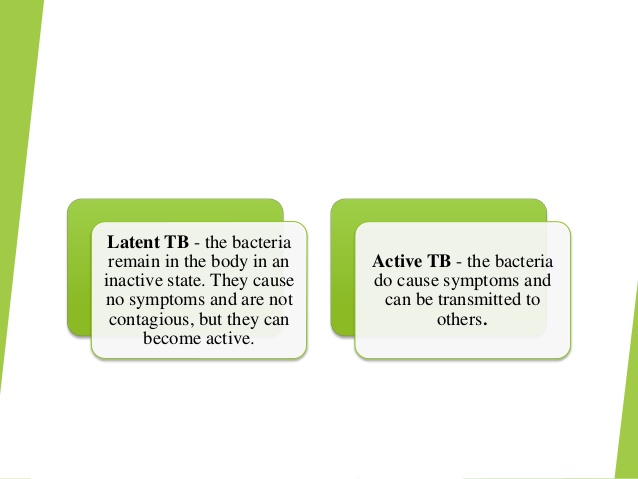 Latent TB - the bacteria
remain in the body in an
inactive state. They cause
no symptoms and are not
contagious, but they can
become active.
Active TB - the bacteria
do cause symptoms and
can be transmitted to
others.